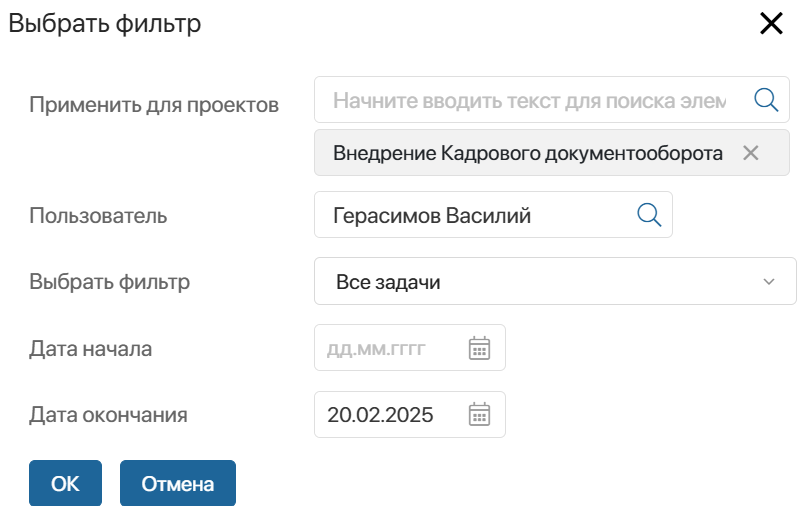 Выбрать фильтр
Применить для проектов
Начните вводить текст для поиска элем
Внедрение Кадрового документооборота
Пользователь
Герасимов Василий
Выбрать фильтр
Все задачи
Дата начала
дд.мм.гггг
Дата окончания
20.02.2025
ОК
Отмена